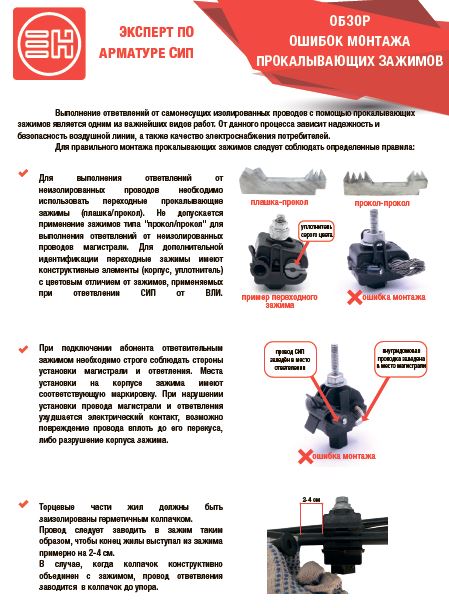 ЭКСПЕРТ ПО
АРМАТУРЕ СИП
ОБЗОР
ОШИБОК МОНТАЖА
ПРОКАЛЫВАЮЩИХ ЗАЖИМОВ
Выполнение ответвлений от самонесущих изолированных проводов с помощью прокалывающих
зажимов является одним из важнейших видов работ. От данного процесса зависит надежность и
безопасность воздушной линии, а также качество электроснабжения потребителей.
Для правильного монтажа прокалывающих зажимов следует соблюдать определенные правила:
Для выполнения ответвлений от
неизолированных проводов необходимо
использовать переходные прокалывающие
зажимы (плашка/прокол). Не допускается
применение зажимов типа "прокол/прокол" для
выполнения ответвлений от неизолированных
проводов магистрали. Для дополнительной
идентификации переходные зажимы имеют
конструктивные элементы (корпус, уплотнитель)
с цветовым отличием от зажимов, применяемых
при ответвлении СИП от ВЛИ.
плашка-прокол
прокол-прокол
уплотнитель
серого цвета
пример переходного
зажима
ошибка монтажа
При подключении абонента ответвительным
зажимом необходимо строго соблюдать стороны
установки магистрали и ответления. Места
установки на корпусе зажима имеют
соответствующую маркировку. При нарушении
установки провода магистрали и ответвления
ухудшается электрический контакт, возможно
повреждение провода вплоть до его перекуса,
либо разрушение корпуса зажима.
провод СИП
заведён в место
ответвления
внутридомовая
проводка заведена
в место магистрали
ошибка монтажа
Торцевые части жил должны быть
заизолированы герметичным колпачком.
Провод следует заводить в зажим таким
образом, чтобы конец жилы выступал из зажима
примерно на 2-4 см.
В случае, когда колпачок конструктивно
объединен с зажимом, провод ответвления
заводится в колпачок до упора.
2-4 см